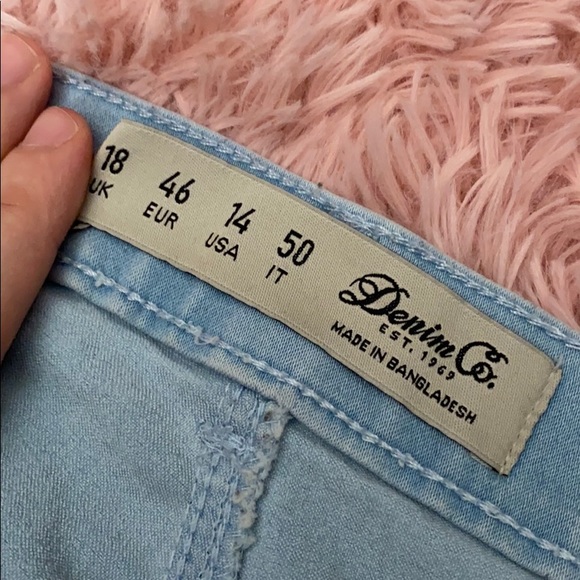 18 46 14 50
UK EUR USA IT
Denim Co.
EST. 1969
MADE IN BANGLADESH